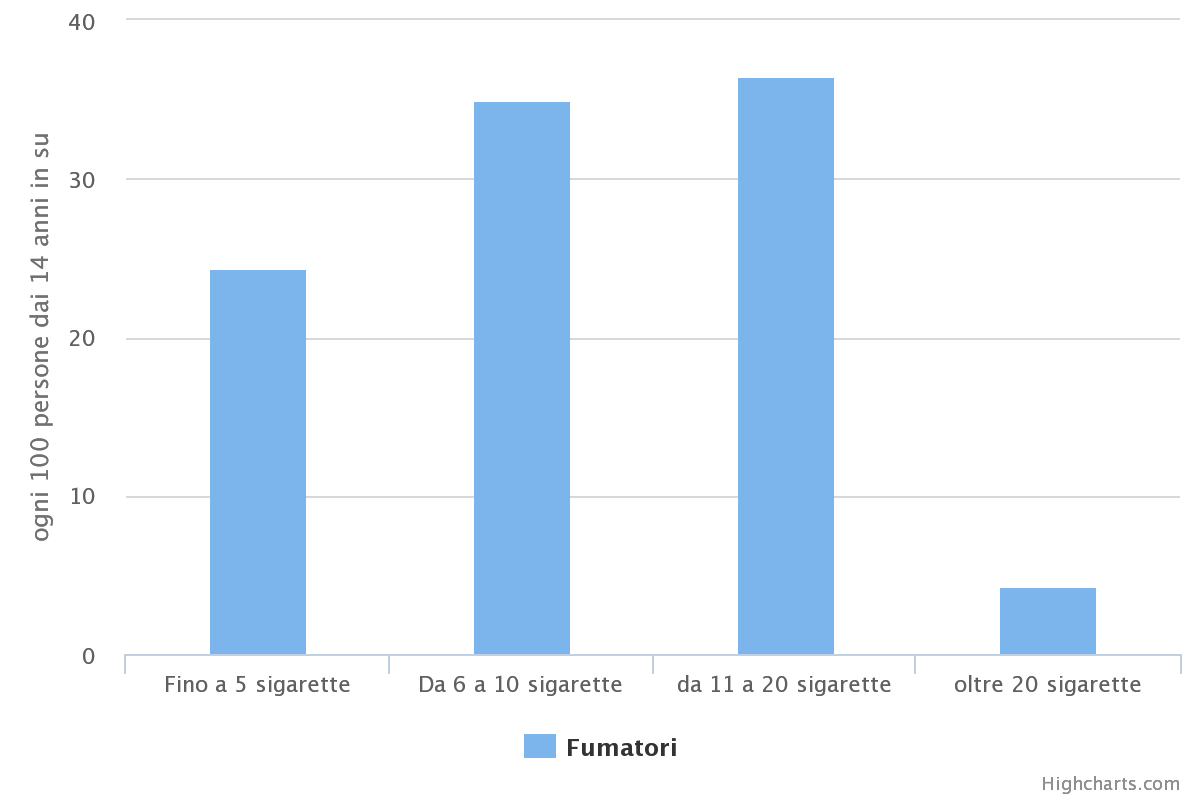 ogni 100 persone dai 14 anni in su
40
30
20
10
0
Fino a 5 sigarette
Da 6 a 10 sigarette
da 11 a 20 sigarette
oltre 20 sigarette
Fumatori
Highcharts.com